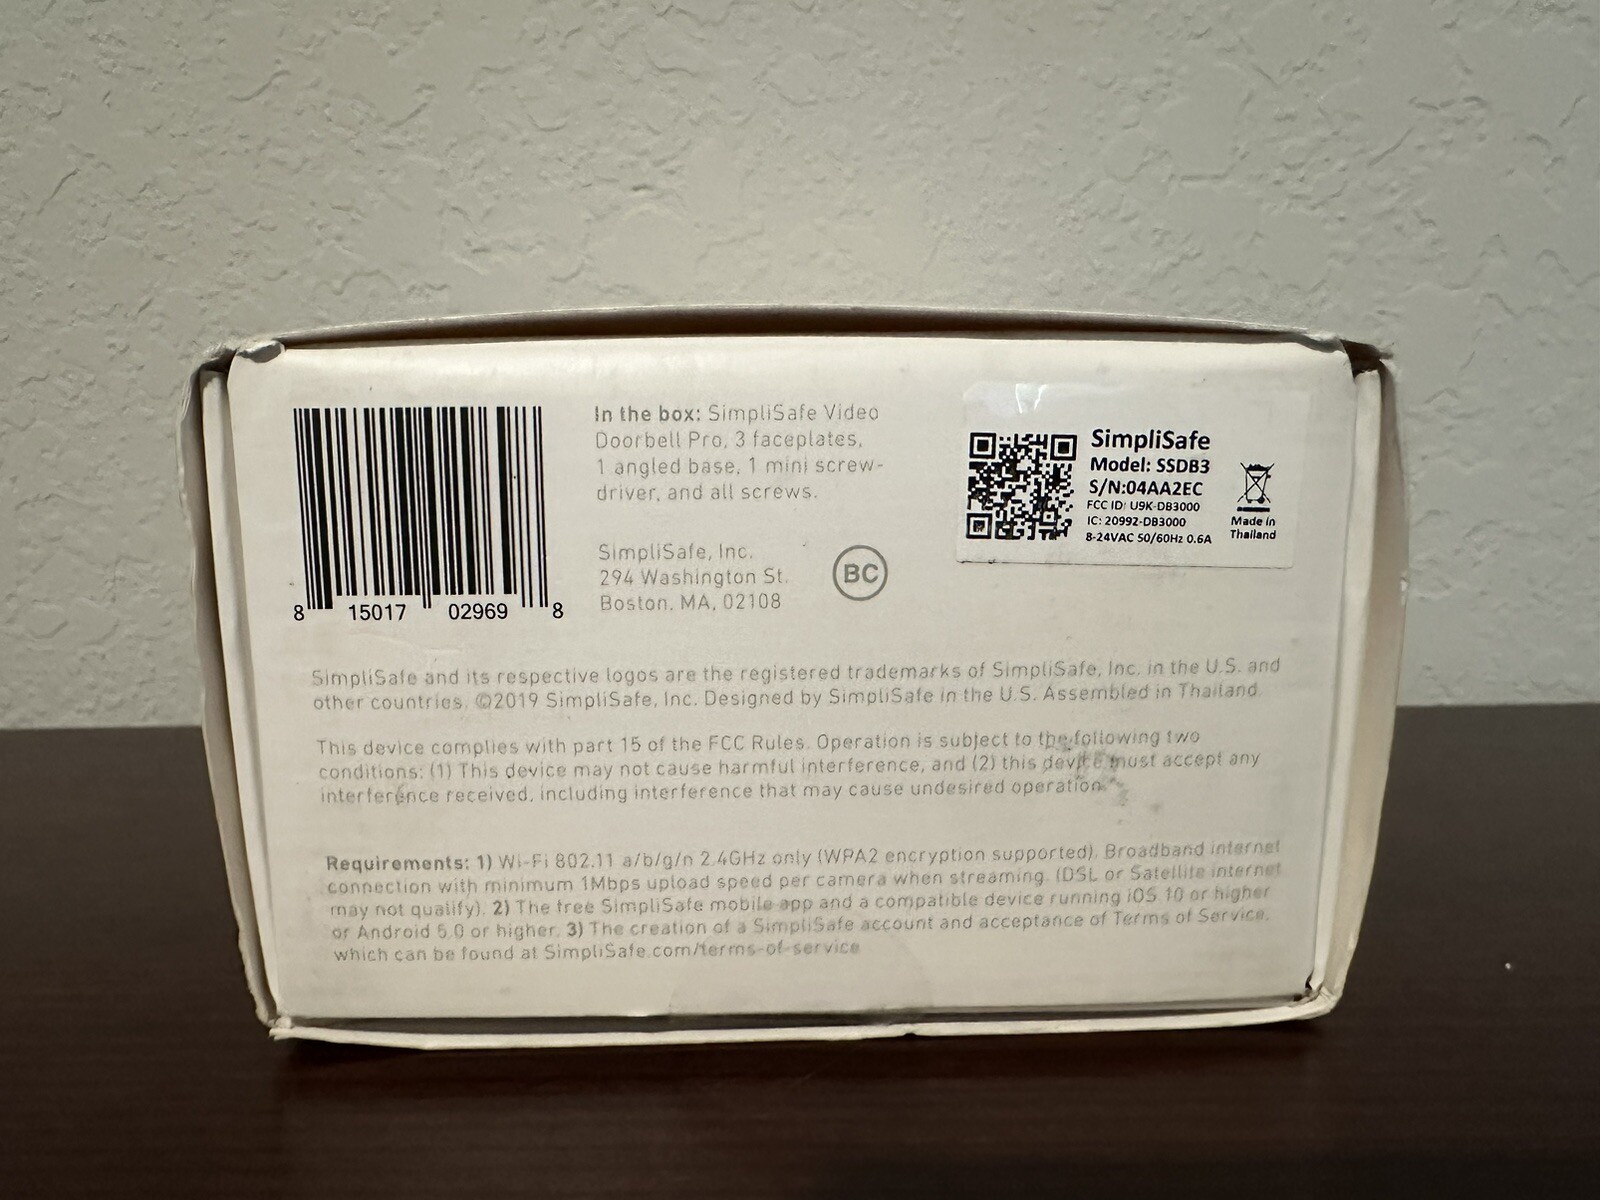 8 15017 02969 8
In the box: SimpliSafe Video
Doorbell Pro, 3 faceplates,
1 angled base, 1 mini screw-
driver, and all screws.
SimpliSafe, Inc.
294 Washington St.
Boston, MA, 02108
BC
SimpliSafe
Model: SSDB3
S/N:04AA2EC
FCC ID: U9K-DB3000
IC: 20992-DB3000
8-24VAC 50/60Hz 0.6A
Made in
Thailand
SimpliSafe and its respective logos are the registered trademarks of SimpliSafe, Inc. in the U.S. and
other countries. ©2019 SimpliSafe, Inc. Designed by SimpliSafe in the U.S. Assembled in Thailand
This device complies with part 15 of the FCC Rules. Operation is subject to the following two
conditions: (1) This device may not cause harmful interference, and (2) this device must accept any
interference received, including interference that may cause undesired operation.
Requirements: 1) Wi-Fi 802.11 a/b/g/n 2.4GHz only (WPA2 encryption supported). Broadband internet
connection with minimum 1Mbps upload speed per camera when streaming. (DSL or Satellite internet
may not qualify). 2) The free SimpliSafe mobile app and a compatible device running iOS 10 or higher
or Android 5.0 or higher. 3) The creation of a SimpliSafe account and acceptance of Terms of Service,
which can be found at SimpliSafe.com/terms-of-service